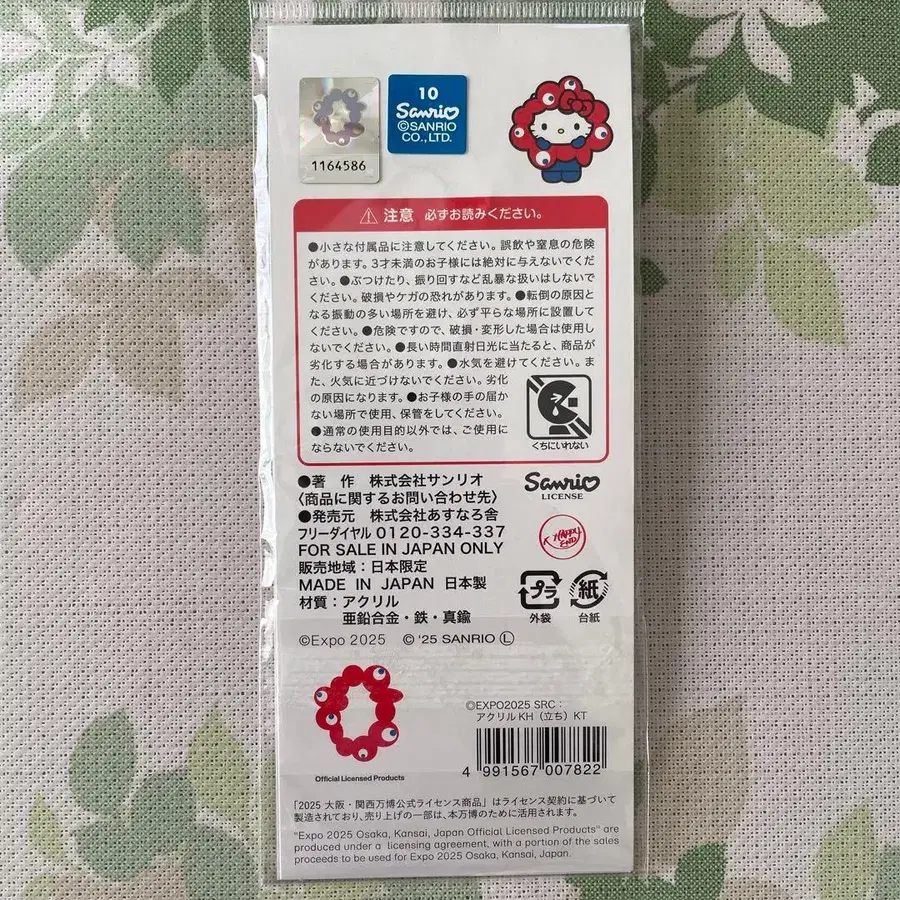 1164586
10
Sanrio
©SANRIO
CO.,LTD.
⚠ 注意 必ずお読みください。
●小さな付属品に注意してください。誤飲や窒息の危険
があります。3才未満のお子様には絶対に与えないでくだ
さい。●ぶつけたり、振り回すなど乱暴な扱いはしないで
ください。破損やケガの恐れがあります。●転倒の原因と
なる振動の多い場所を避け、必ず平らな場所に設置して
ください。●危険ですので、破損・変形した場合は使用し
ないでください。●長い時間直射日光に当たると、商品が
劣化する場合があります。●水気を避けてください。ま
た、火気に近づけないでください。劣化
の原因になります。●お子様の手の届か
ない場所で使用、保管をしてください。
●通常の使用目的以外では、ご使用に
ならないでください。
くちにいれない
●著 作 株式会社サンリオ
〈商品に関するお問い合わせ先〉
●発売元 株式会社あすなろ舎
フリーダイヤル 0120-334-337
FOR SALE IN JAPAN ONLY
販売地域：日本限定
MADE IN JAPAN 日本製
材質：アクリル
亜鉛合金・鉄・真鍮
Sanrio
LICENSE
HAPPY
END
プラ
外袋
紙
台紙
©Expo 2025 © '25 SANRIO Ⓛ
Official Licensed Products
©EXPO2025 SRC：
アクリルKH（立ち）KT
4 991567 007822
「2025 大阪・関西万博公式ライセンス商品」はライセンス契約に基づいて
製造されており、売り上げの一部は、本万博のために活用されます。
"Expo 2025 Osaka, Kansai, Japan Official Licensed Products" are
produced under a licensing agreement, with a portion of the sales
proceeds to be used for Expo 2025 Osaka, Kansai, Japan.